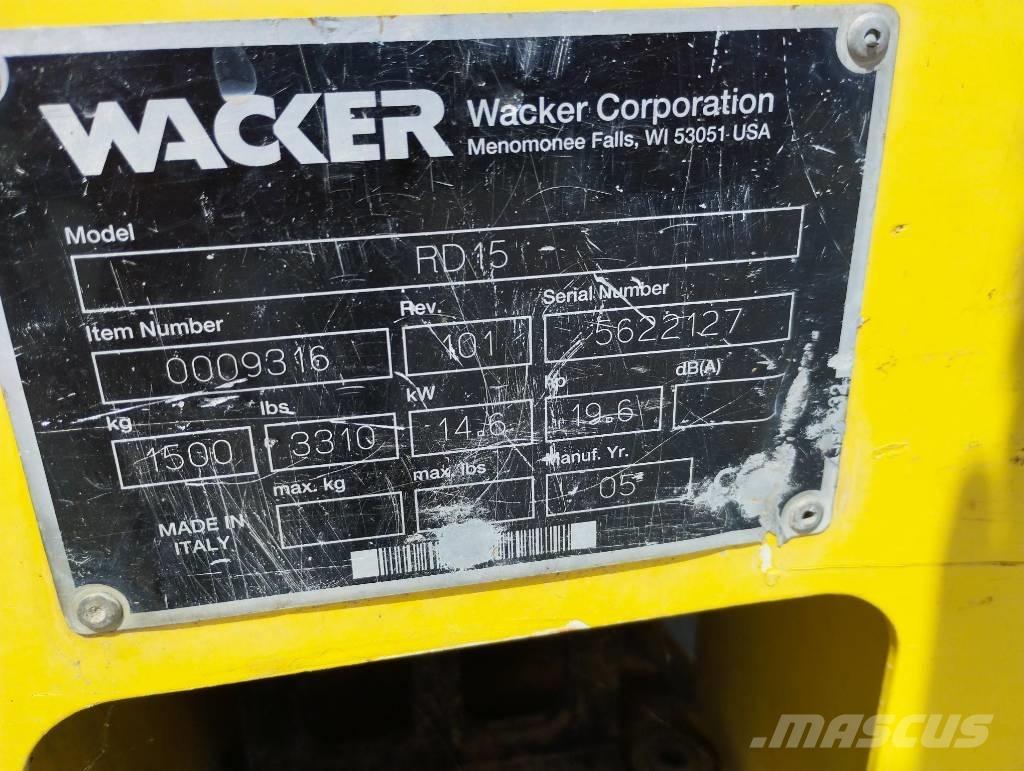 WACKER
Wacker Corporation
Menomonee Falls, WI 53051 USA
Model
RD15
Item Number
Rev.
Serial Number
0009316
101
5622127
kg
lbs
kW
hp
dB(A)
1500
3310
14.6
19.6
max. kg
max. lbs
Manuf. Yr.
05
MADE IN
ITALY
MASCUS